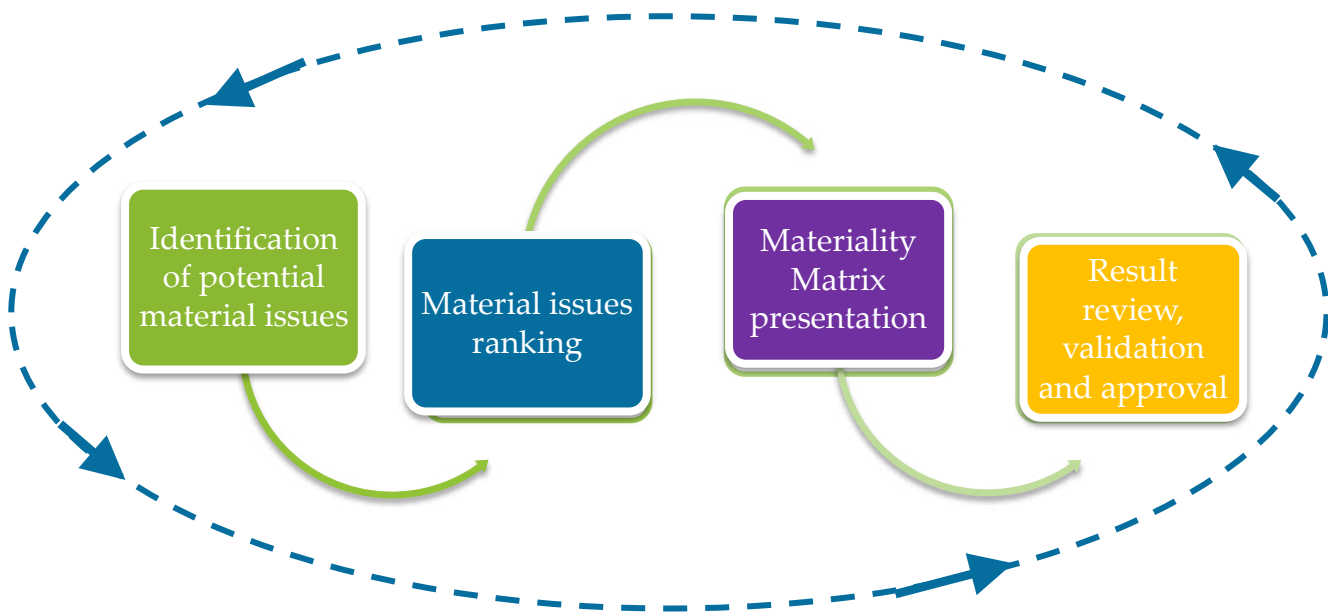 Identification
of potential
material issues
Material issues
ranking
Materiality
Matrix
presentation
Result
review,
validation
and approval